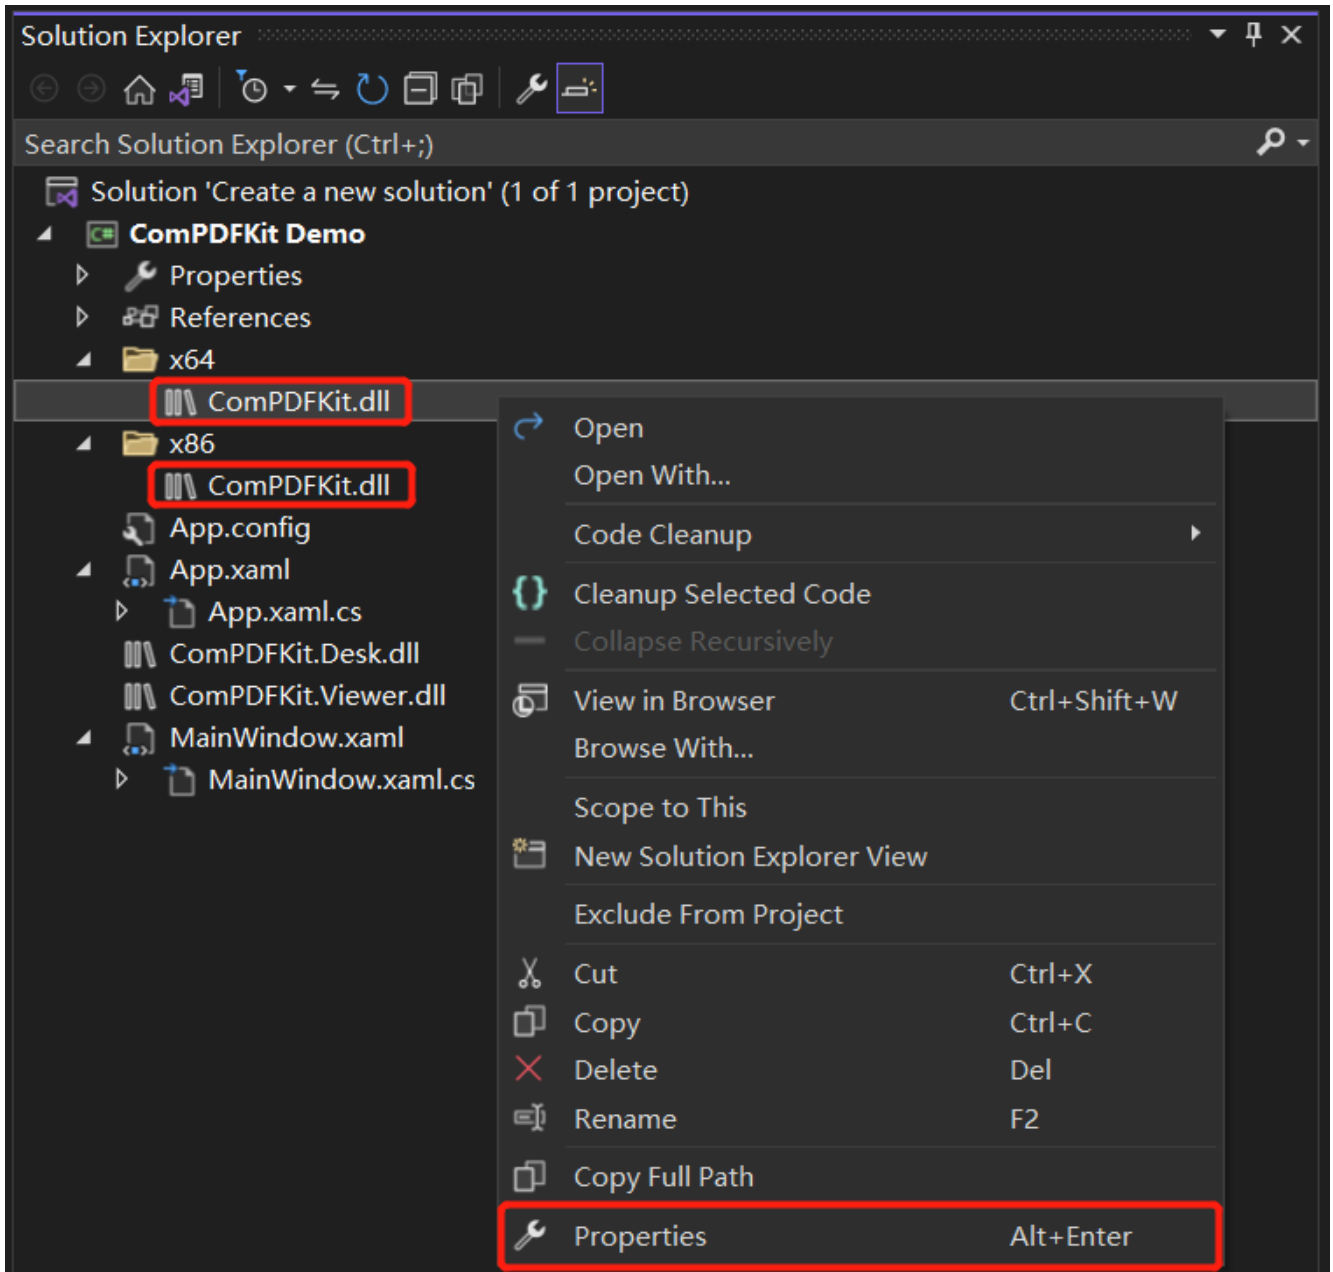 Solution Explorer
Search Solution Explorer (Ctrl+;)
Solution 'Create a new solution' (1 of 1 project)
C# ComPDFKit Demo
Properties
References
x64
ComPDFKit.dll
x86
ComPDFKit.dll
App.config
App.xaml
App.xaml.cs
ComPDFKit.Desk.dll
ComPDFKit.Viewer.dll
MainWindow.xaml
MainWindow.xaml.cs
Open
Open With...
Code Cleanup
Cleanup Selected Code
Collapse Recursively
View in Browser Ctrl+Shift+W
Browse With...
Scope to This
New Solution Explorer View
Exclude From Project
Cut Ctrl+X
Copy Ctrl+C
Delete Del
Rename F2
Copy Full Path
Properties Alt+Enter